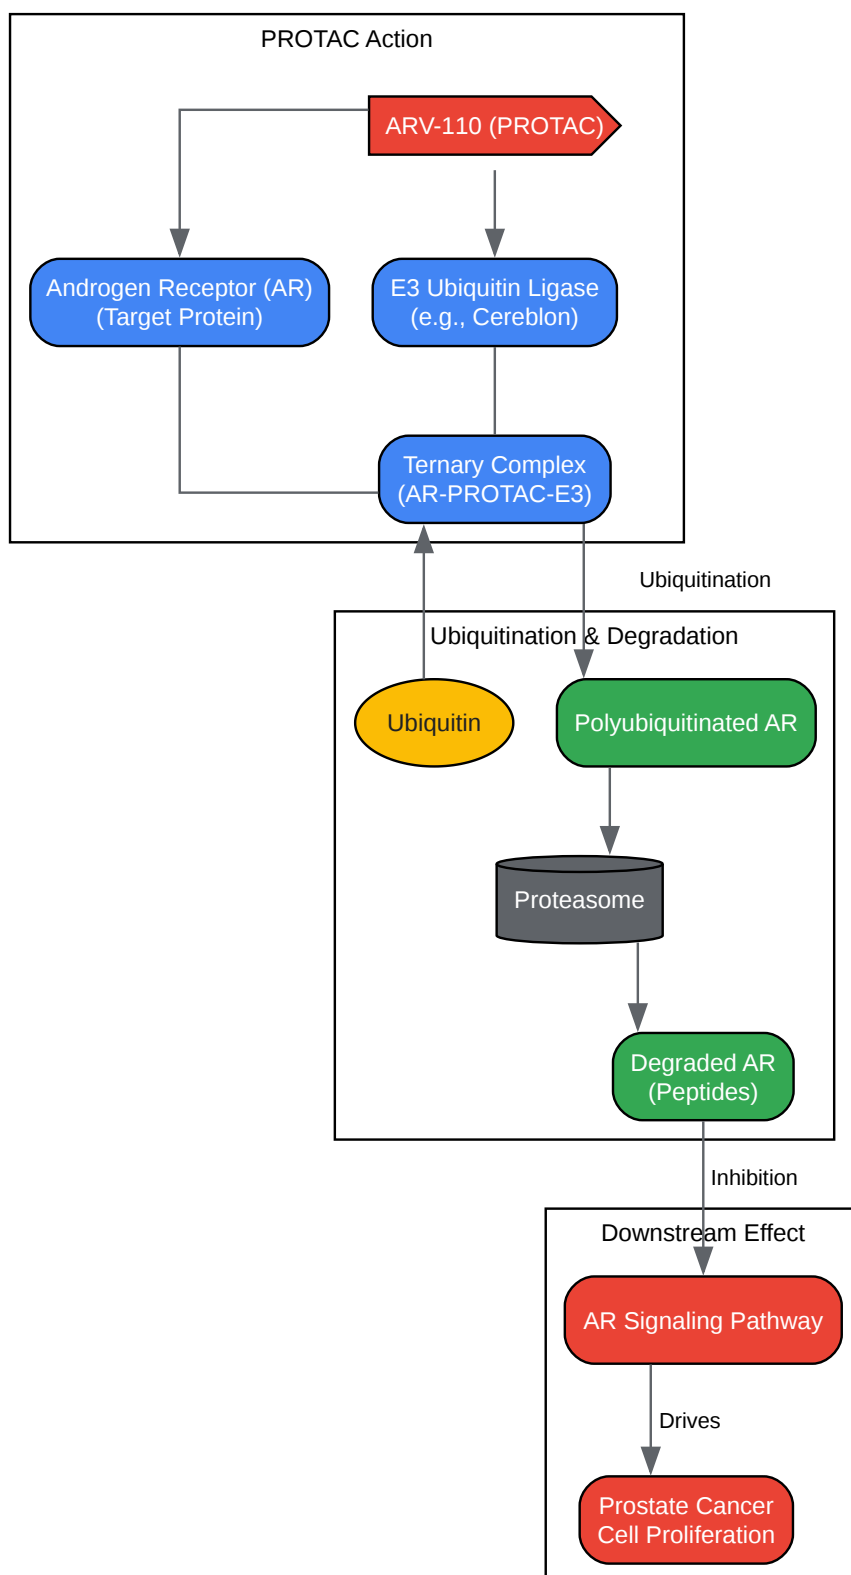 PROTAC Action
ARV-110 (PROTAC)
Androgen Receptor (AR)
(Target Protein)
E3 Ubiquitin Ligase
(e.g., Cereblon)
Ternary Complex
(AR-PROTAC-E3)
Ubiquitination
Ubiquitination & Degradation
Ubiquitin
Polyubiquitinated AR
Proteasome
Degraded AR
(Peptides)
Inhibition
Downstream Effect
AR Signaling Pathway
Drives
Prostate Cancer
Cell Proliferation